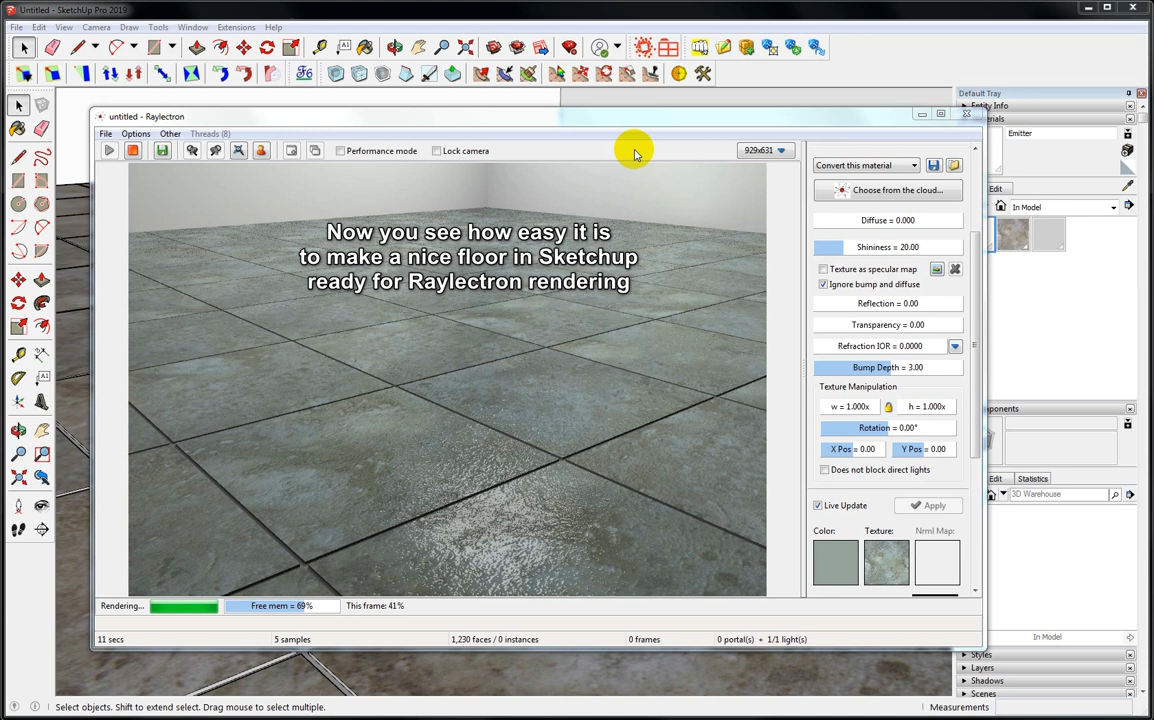 Untitled - SketchUp Pro 2019
File Edit View Camera Draw Tools Window Extensions Help
Default Tray
Entity Info
Materials
Emitter
Edit
In Model
untitled - Raylectron
File Options Other Threads (8)
Performance mode Lock camera 929x631
Now you see how easy it is
to make a nice floor in Sketchup
ready for Raylectron rendering
Convert this material
Choose from the cloud...
Diffuse = 0.000
Shininess = 20.00
Texture as specular map
Ignore bump and diffuse
Reflection = 0.00
Transparency = 0.00
Refraction IOR = 0.0000
Bump Depth = 3.00
Texture Manipulation
w = 1.000x h = 1.000x
Rotation = 0.00°
X Pos = 0.00 Y Pos = 0.00
Does not block direct lights
Live Update Apply
Color: Texture: Nrml Map:
Rendering... Free mem = 69% This frame: 41%
11 secs 5 samples 1,230 faces / 0 instances 0 frames 0 portal(s) + 1/1 light(s)
ponents
Edit Statistics
3D Warehouse
In Model
Styles
Layers
Shadows
Scenes
Select objects. Shift to extend select. Drag mouse to select multiple.
Measurements